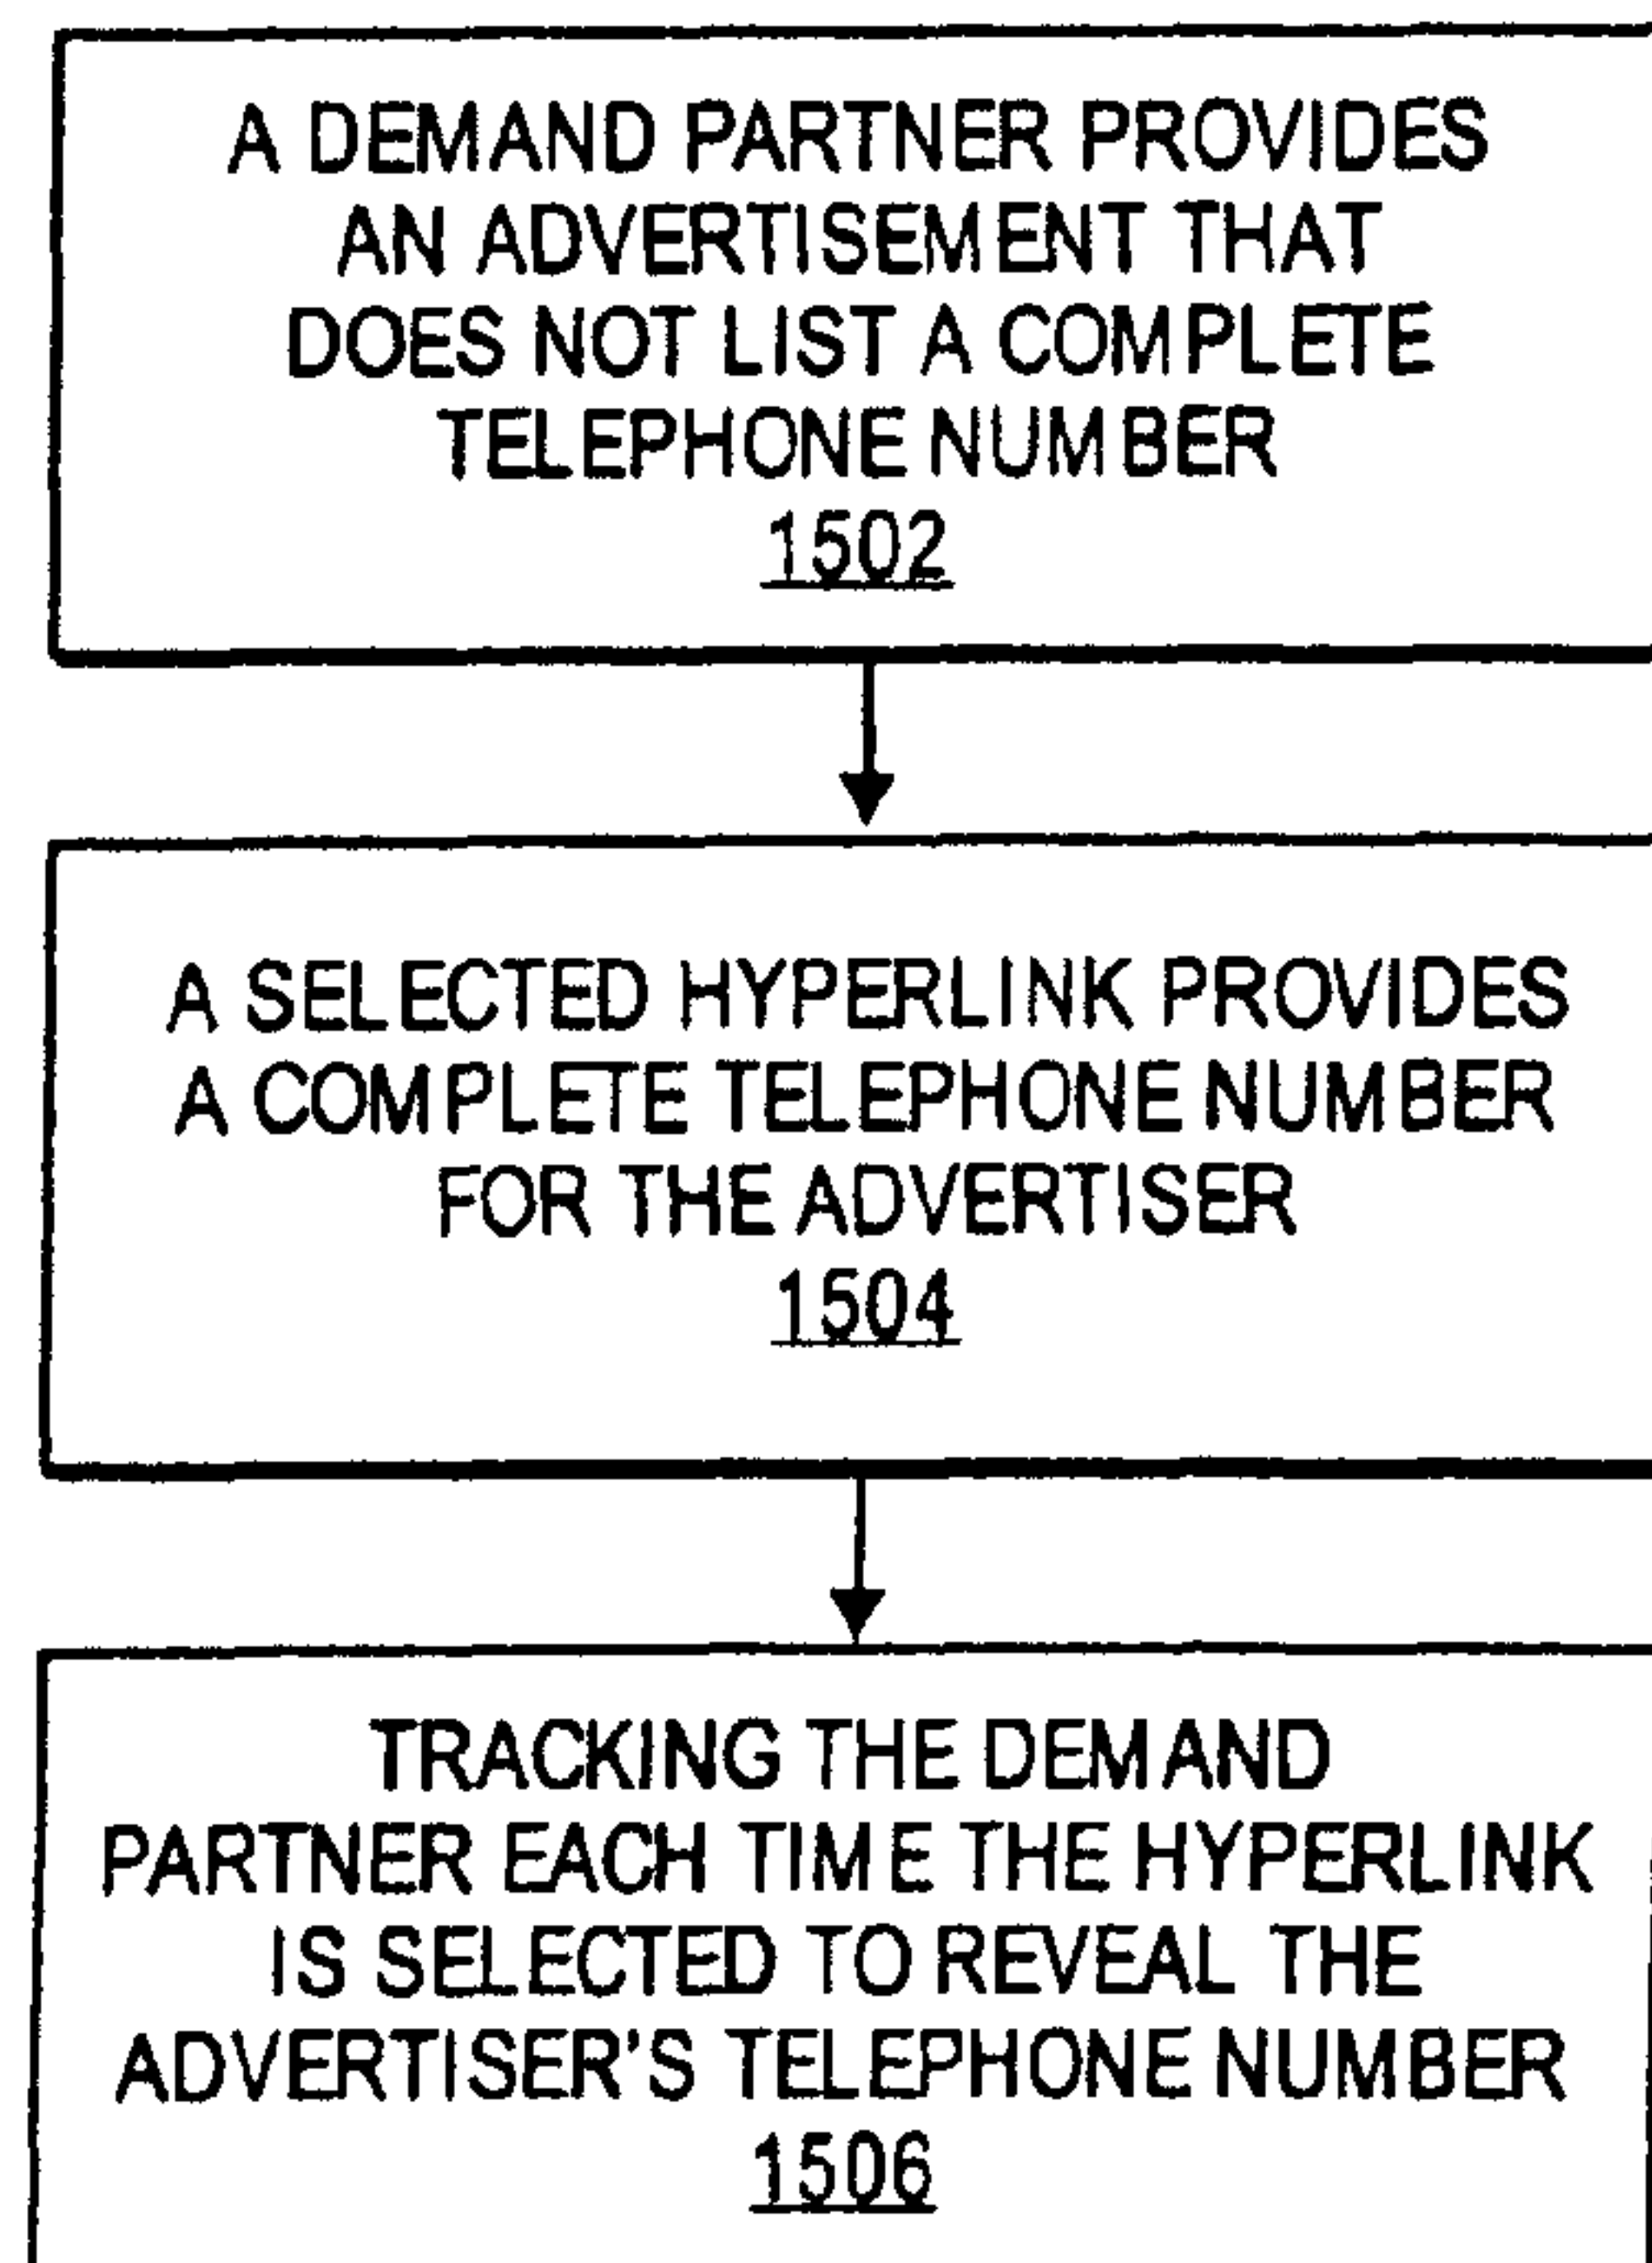 A DEMAND PARTNER PROVIDES
AN ADVERTISEMENT THAT
DOES NOT LIST A COMPLETE
TELEPHONE NUMBER
1502
A SELECTED HYPERLINK PROVIDES
A COMPLETE TELEPHONE NUMBER
FOR THE ADVERTISER
1504
TRACKING THE DEMAND
PARTNER EACH TIME THE HYPERLINK
IS SELECTED TO REVEAL THE
ADVERTISER'S TELEPHONE NUMBER
1506